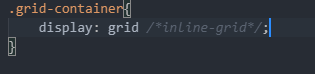 .grid-container{
    display: grid /*inline-grid*/;
}